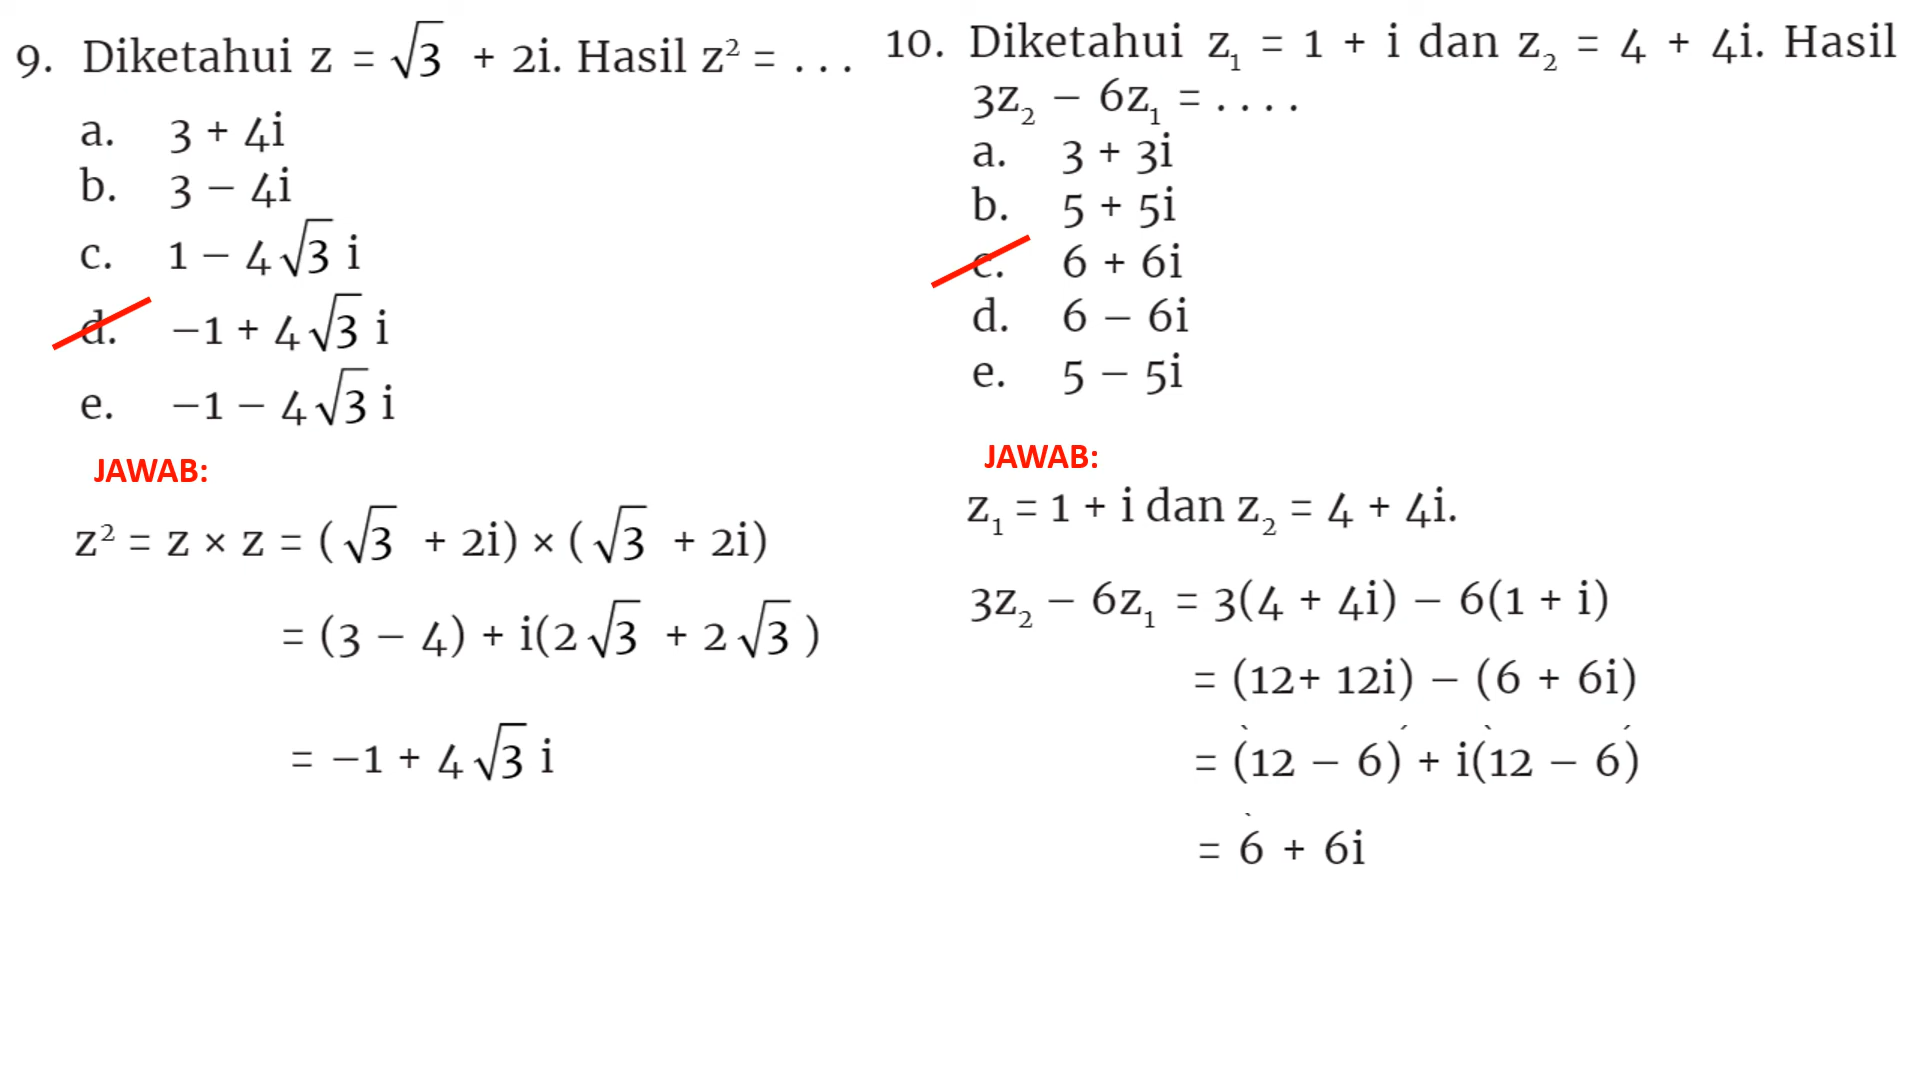 9. Diketahui z = √3 + 2i. Hasil z² = . . .
a. 3 + 4i
b. 3 – 4i
c. 1 – 4√3 i
d. –1 + 4√3 i
e. –1 – 4√3 i
JAWAB:
z² = z × z = (√3 + 2i) × (√3 + 2i)
= (3 – 4) + i(2√3 + 2√3)
= –1 + 4√3 i
10. Diketahui z₁ = 1 + i dan z₂ = 4 + 4i. Hasil
3z₂ – 6z₁ = . . . .
a. 3 + 3i
b. 5 + 5i
c. 6 + 6i
d. 6 – 6i
e. 5 – 5i
JAWAB:
z₁ = 1 + i dan z₂ = 4 + 4i.
3z₂ – 6z₁ = 3(4 + 4i) – 6(1 + i)
= (12+ 12i) – (6 + 6i)
= (12 – 6) + i(12 – 6)
= 6 + 6i